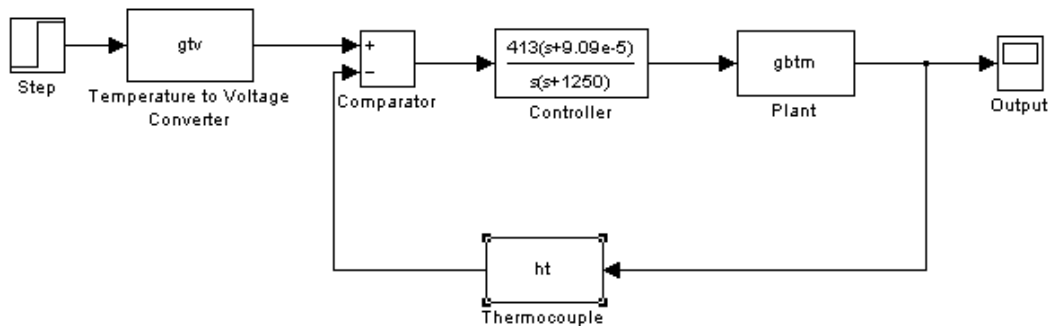 gtv
+
−
413(s+9.09e-5)
s(s+1250)
gbtm
Step
Temperature to Voltage
Converter
Comparator
Controller
Plant
Output
ht
Thermocouple